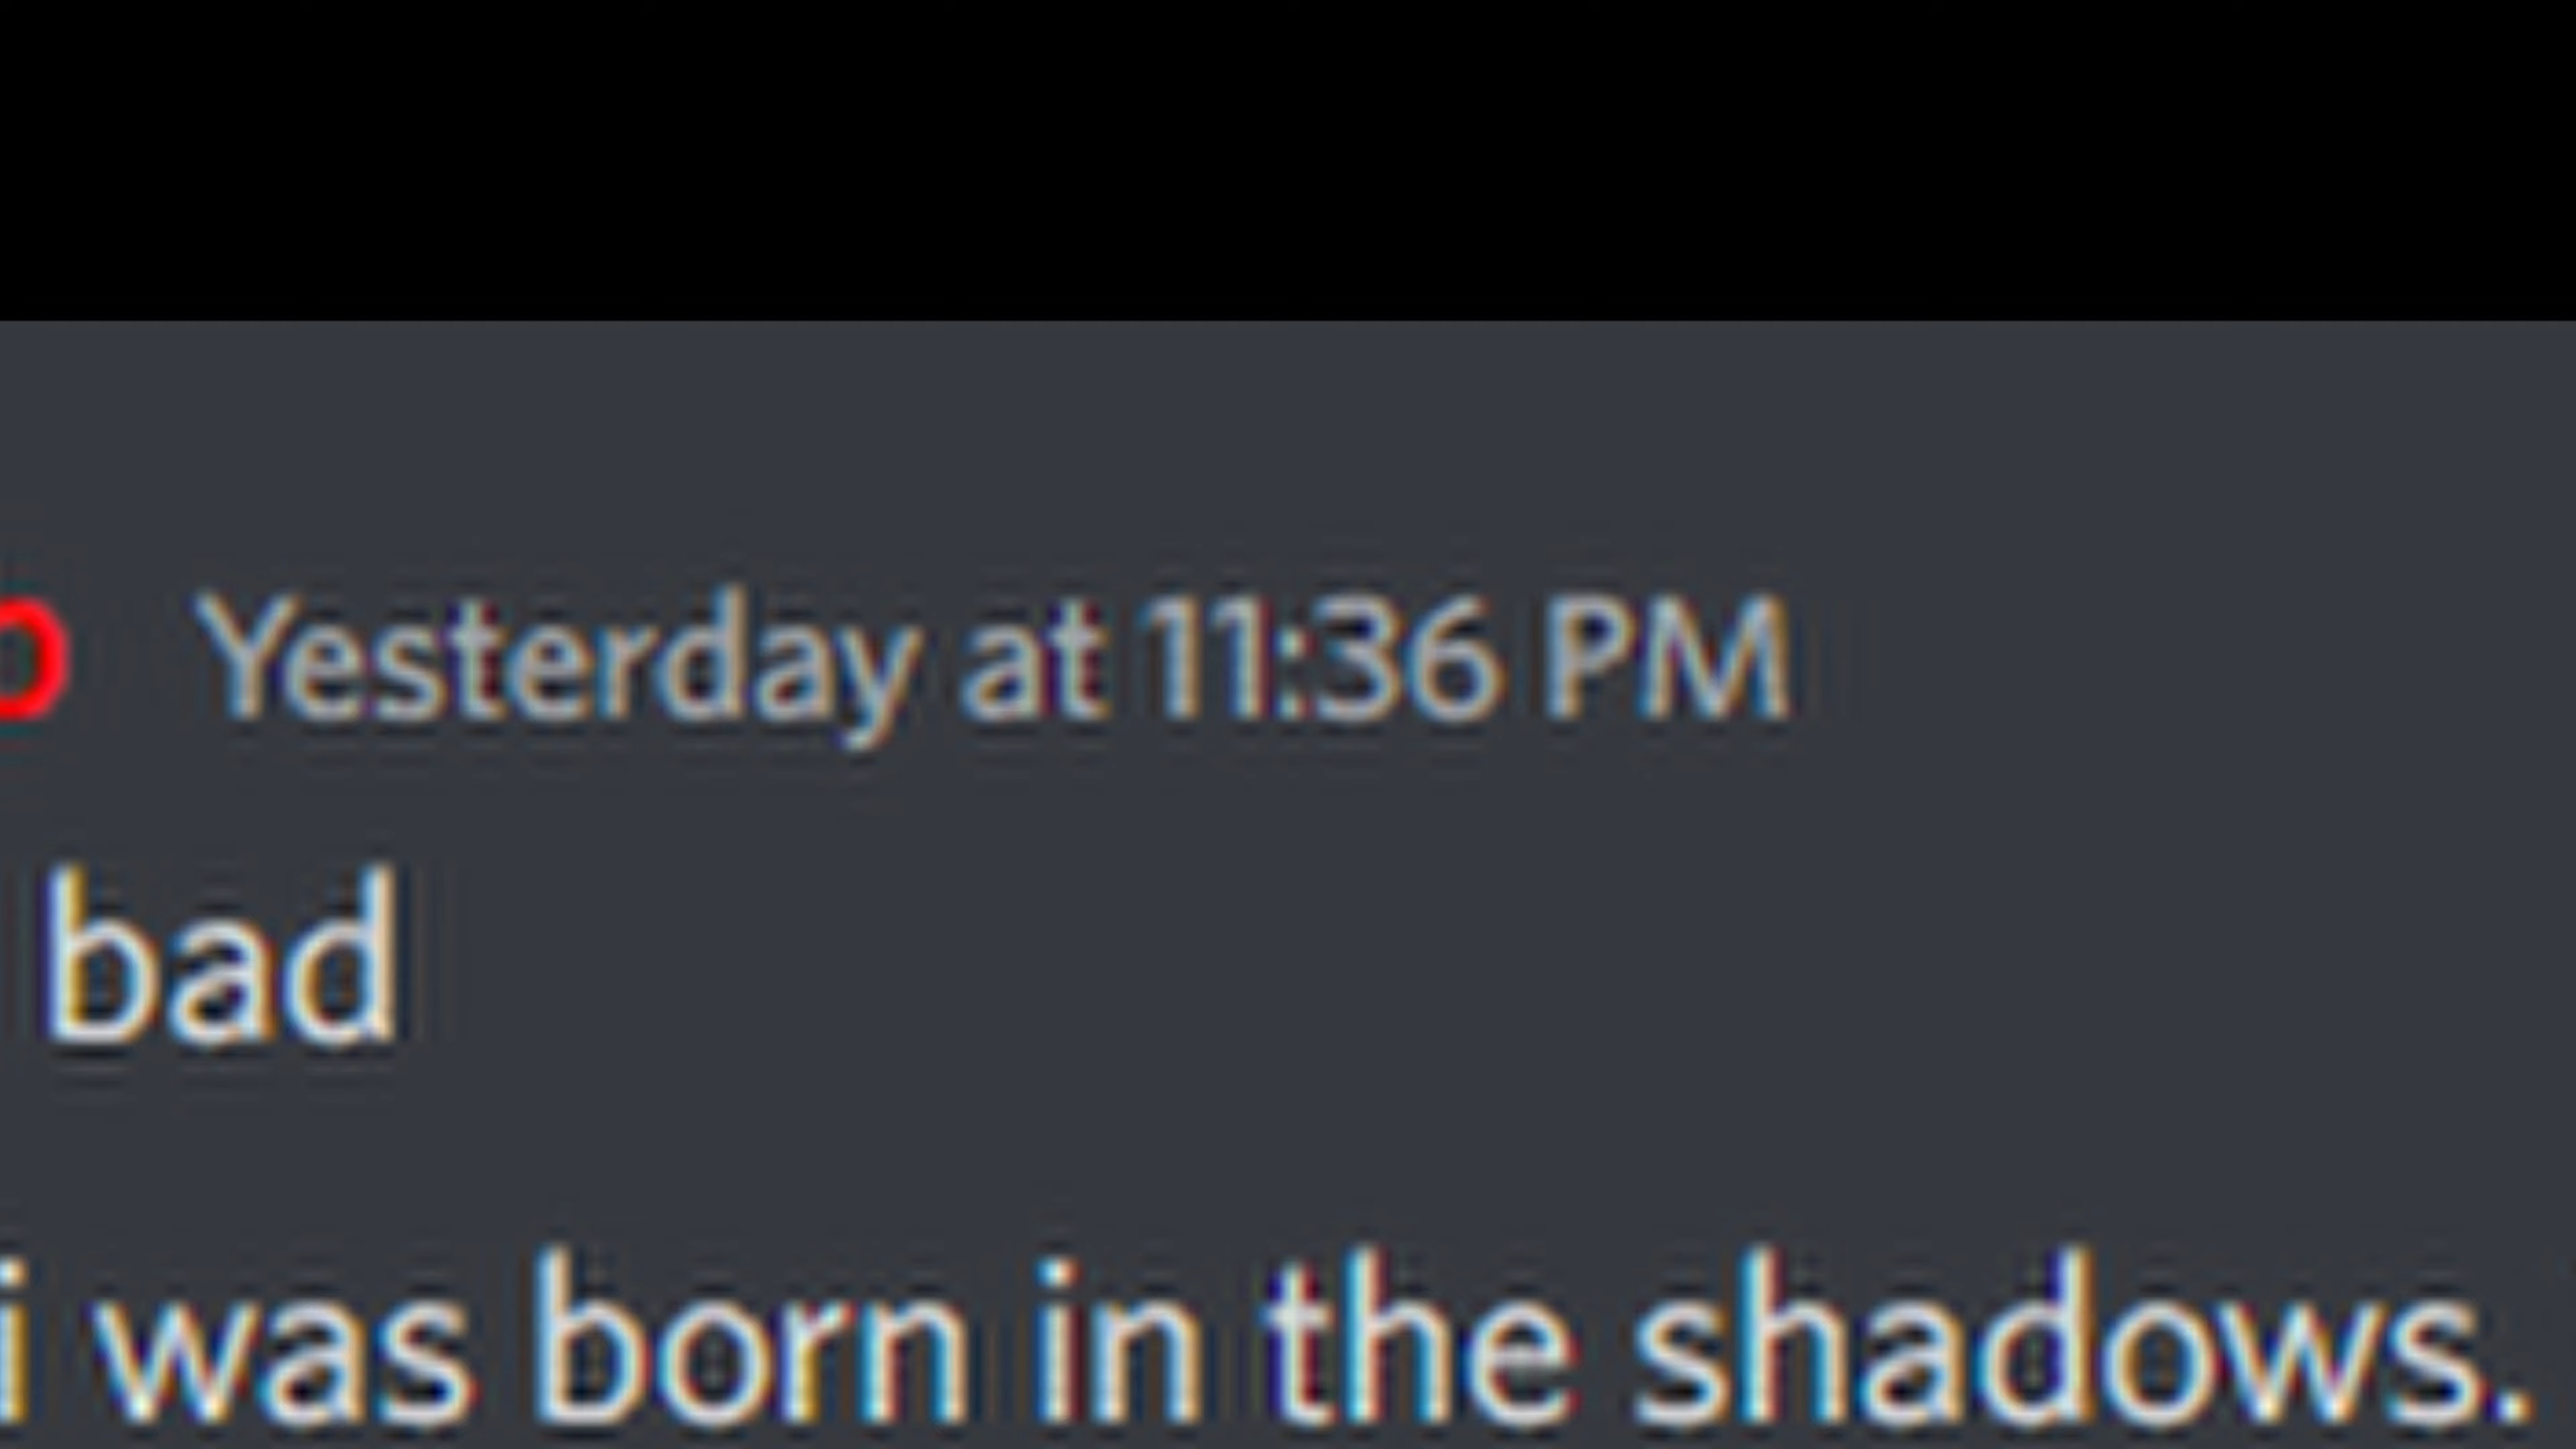 Yesterday at 11:36 PM
bad
i was born in the shadows.